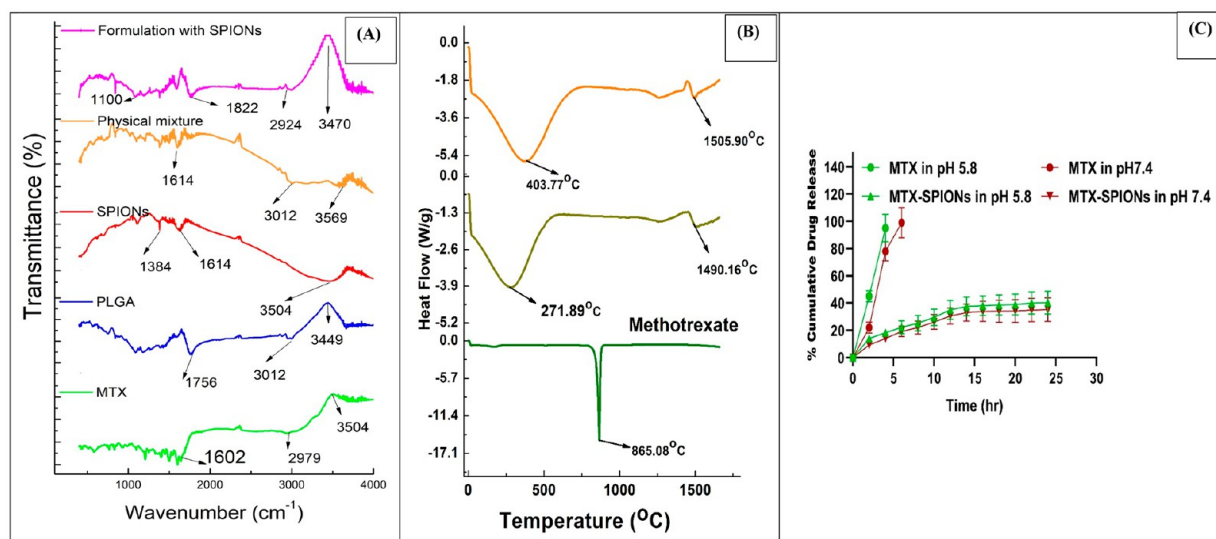 (A)
Formulation with SPIONs
1100
1822
2924
3470
Physical mixture
1614
3012
3569
SPIONs
1384
1614
3504
PLGA
1756
3012
3449
MTX
1602
2979
3504
Transmittance (%)
1000 2000 3000 4000
Wavenumber (cm-1)
(B)
0.0
-1.8
-3.6
-5.4
0.0
-1.3
-2.6
-3.9
-5.2
0.0
-5.7
-11.4
-17.1
1505.90°C
403.77°C
1490.16°C
271.89°C
Methotrexate
865.08°C
Heat Flow (W/g)
0 500 1000 1500
Temperature (°C)
(C)
MTX in pH 5.8
MTX in pH7.4
MTX-SPIONs in pH 5.8
MTX-SPIONs in pH 7.4
% Cumulative Drug Release
140
120
100
80
60
40
20
0
0 5 10 15 20 25 30
Time (hr)